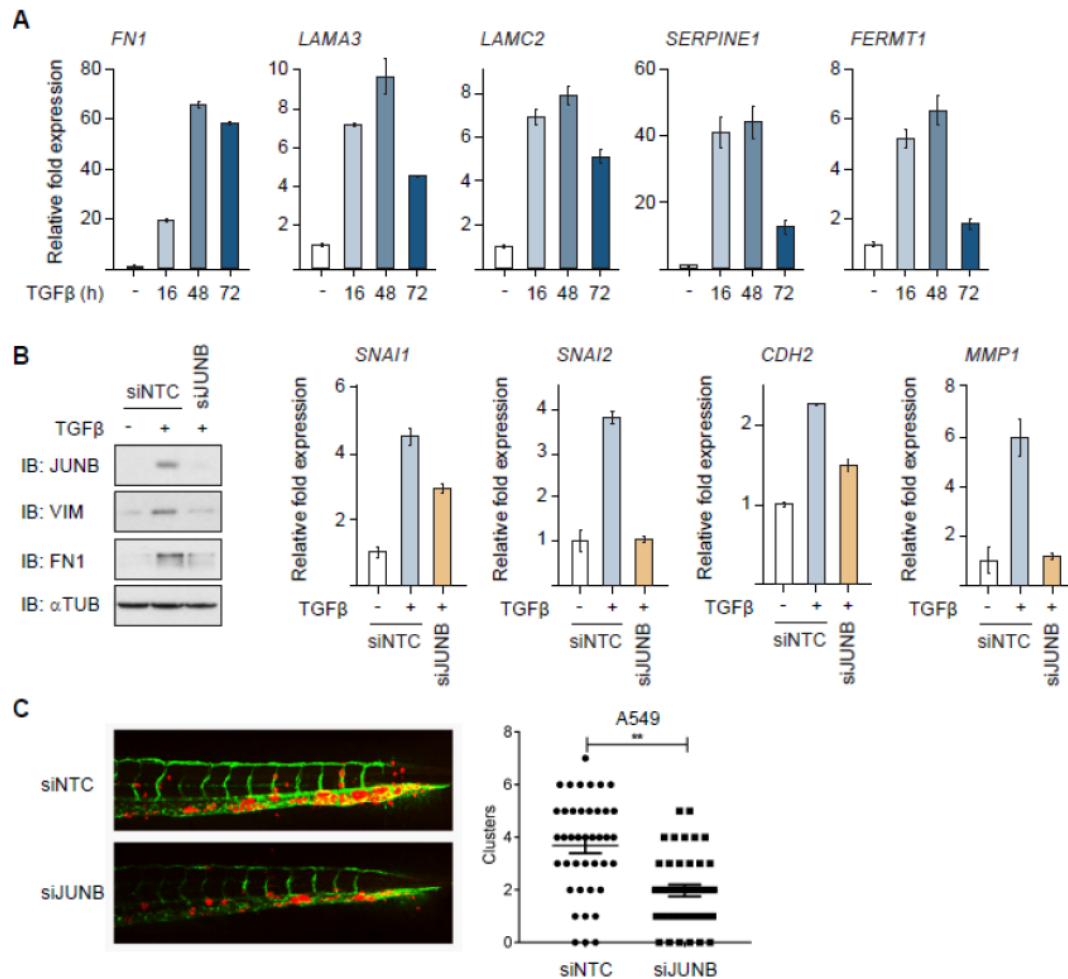 A
FN1 LAMA3 LAMC2 SERPINE1 FERMT1
Relative fold expression
80 60 40 20
10 8 6 4 2
8 6 4 2
60 40 20
8 6 4 2
TGFβ (h) - 16 48 72 - 16 48 72 - 16 48 72 - 16 48 72 - 16 48 72
B
siNTC siJUNB
TGFβ - + +
IB: JUNB
IB: VIM
IB: FN1
IB: αTUB
SNAI1 SNAI2 CDH2 MMP1
Relative fold expression
6 4 2
Relative fold expression
4 3 2 1
Relative fold expression
2 1
Relative fold expression
8 6 4 2
TGFβ - + + TGFβ - + + TGFβ - + + TGFβ - + +
siNTC siJUNB siNTC siJUNB siNTC siJUNB siNTC siJUNB
C
siNTC
siJUNB
A549
**
Clusters
8
6
4
2
0
siNTC siJUNB